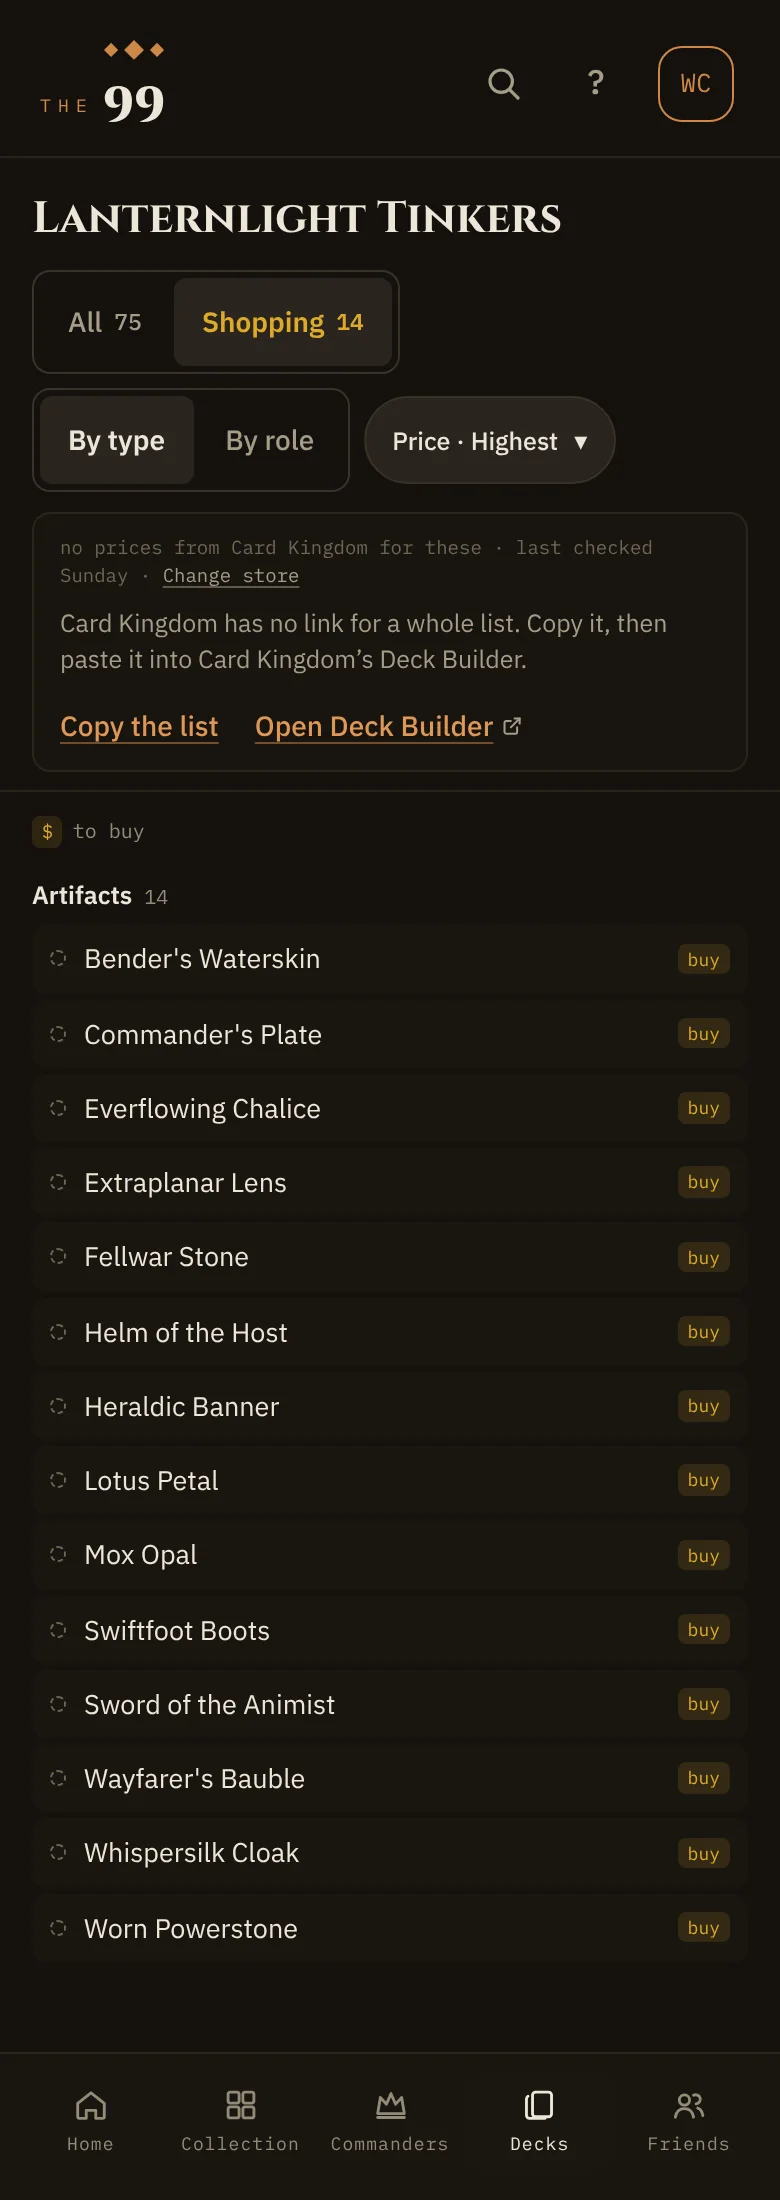 THE 99
?
WC
Lanternlight Tinkers
All 75
Shopping 14
By type
By role
Price · Highest ▼
no prices from Card Kingdom for these · last checked
Sunday · Change store
Card Kingdom has no link for a whole list. Copy it, then
paste it into Card Kingdom’s Deck Builder.
Copy the list
Open Deck Builder
$ to buy
Artifacts 14
Bender's Waterskin buy
Commander's Plate buy
Everflowing Chalice buy
Extraplanar Lens buy
Fellwar Stone buy
Helm of the Host buy
Heraldic Banner buy
Lotus Petal buy
Mox Opal buy
Swiftfoot Boots buy
Sword of the Animist buy
Wayfarer's Bauble buy
Whispersilk Cloak buy
Worn Powerstone buy
Home
Collection
Commanders
Decks
Friends